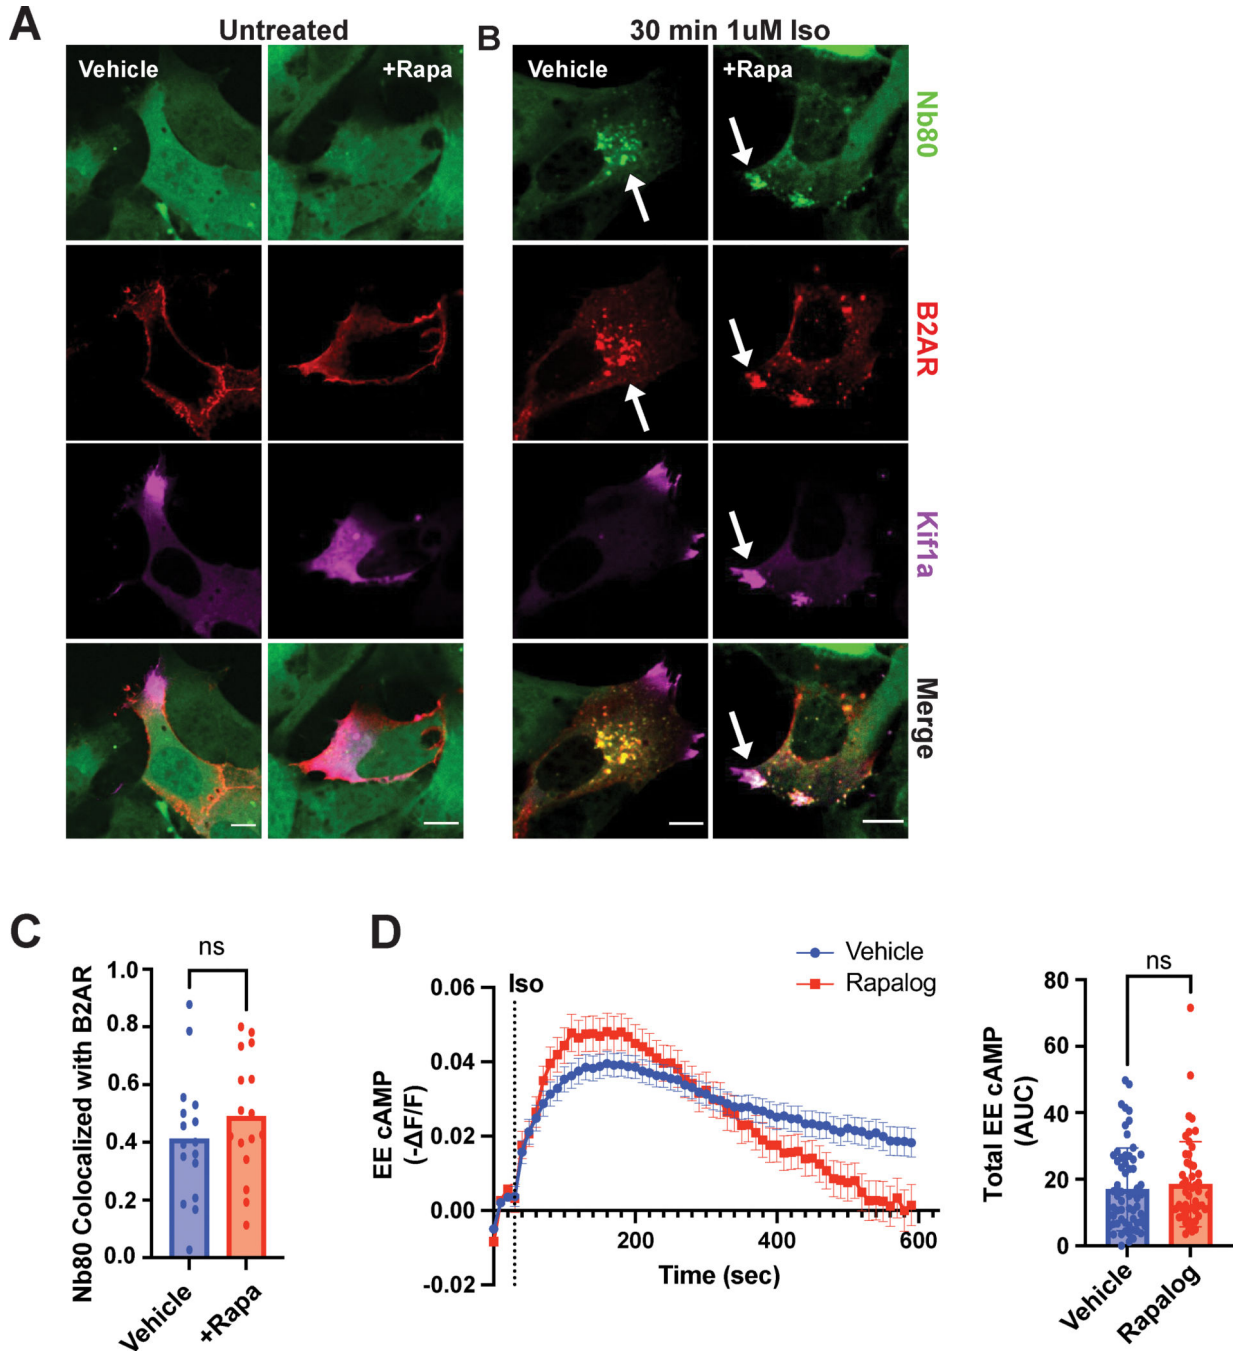 A
Untreated
B
30 min 1uM Iso
Vehicle
+Rapa
Vehicle
+Rapa
Nb80
B2AR
Kif1a
Merge
C
Nb80 Colocalized with B2AR
1.0
0.8
0.6
0.4
0.2
0.0
ns
Vehicle
+Rapa
D
Vehicle
Rapalog
Iso
EE cAMP
(-ΔF/F)
0.06
0.04
0.02
0.00
-0.02
200
400
600
Time (sec)
Total EE cAMP
(AUC)
80
60
40
20
0
ns
Vehicle
Rapalog